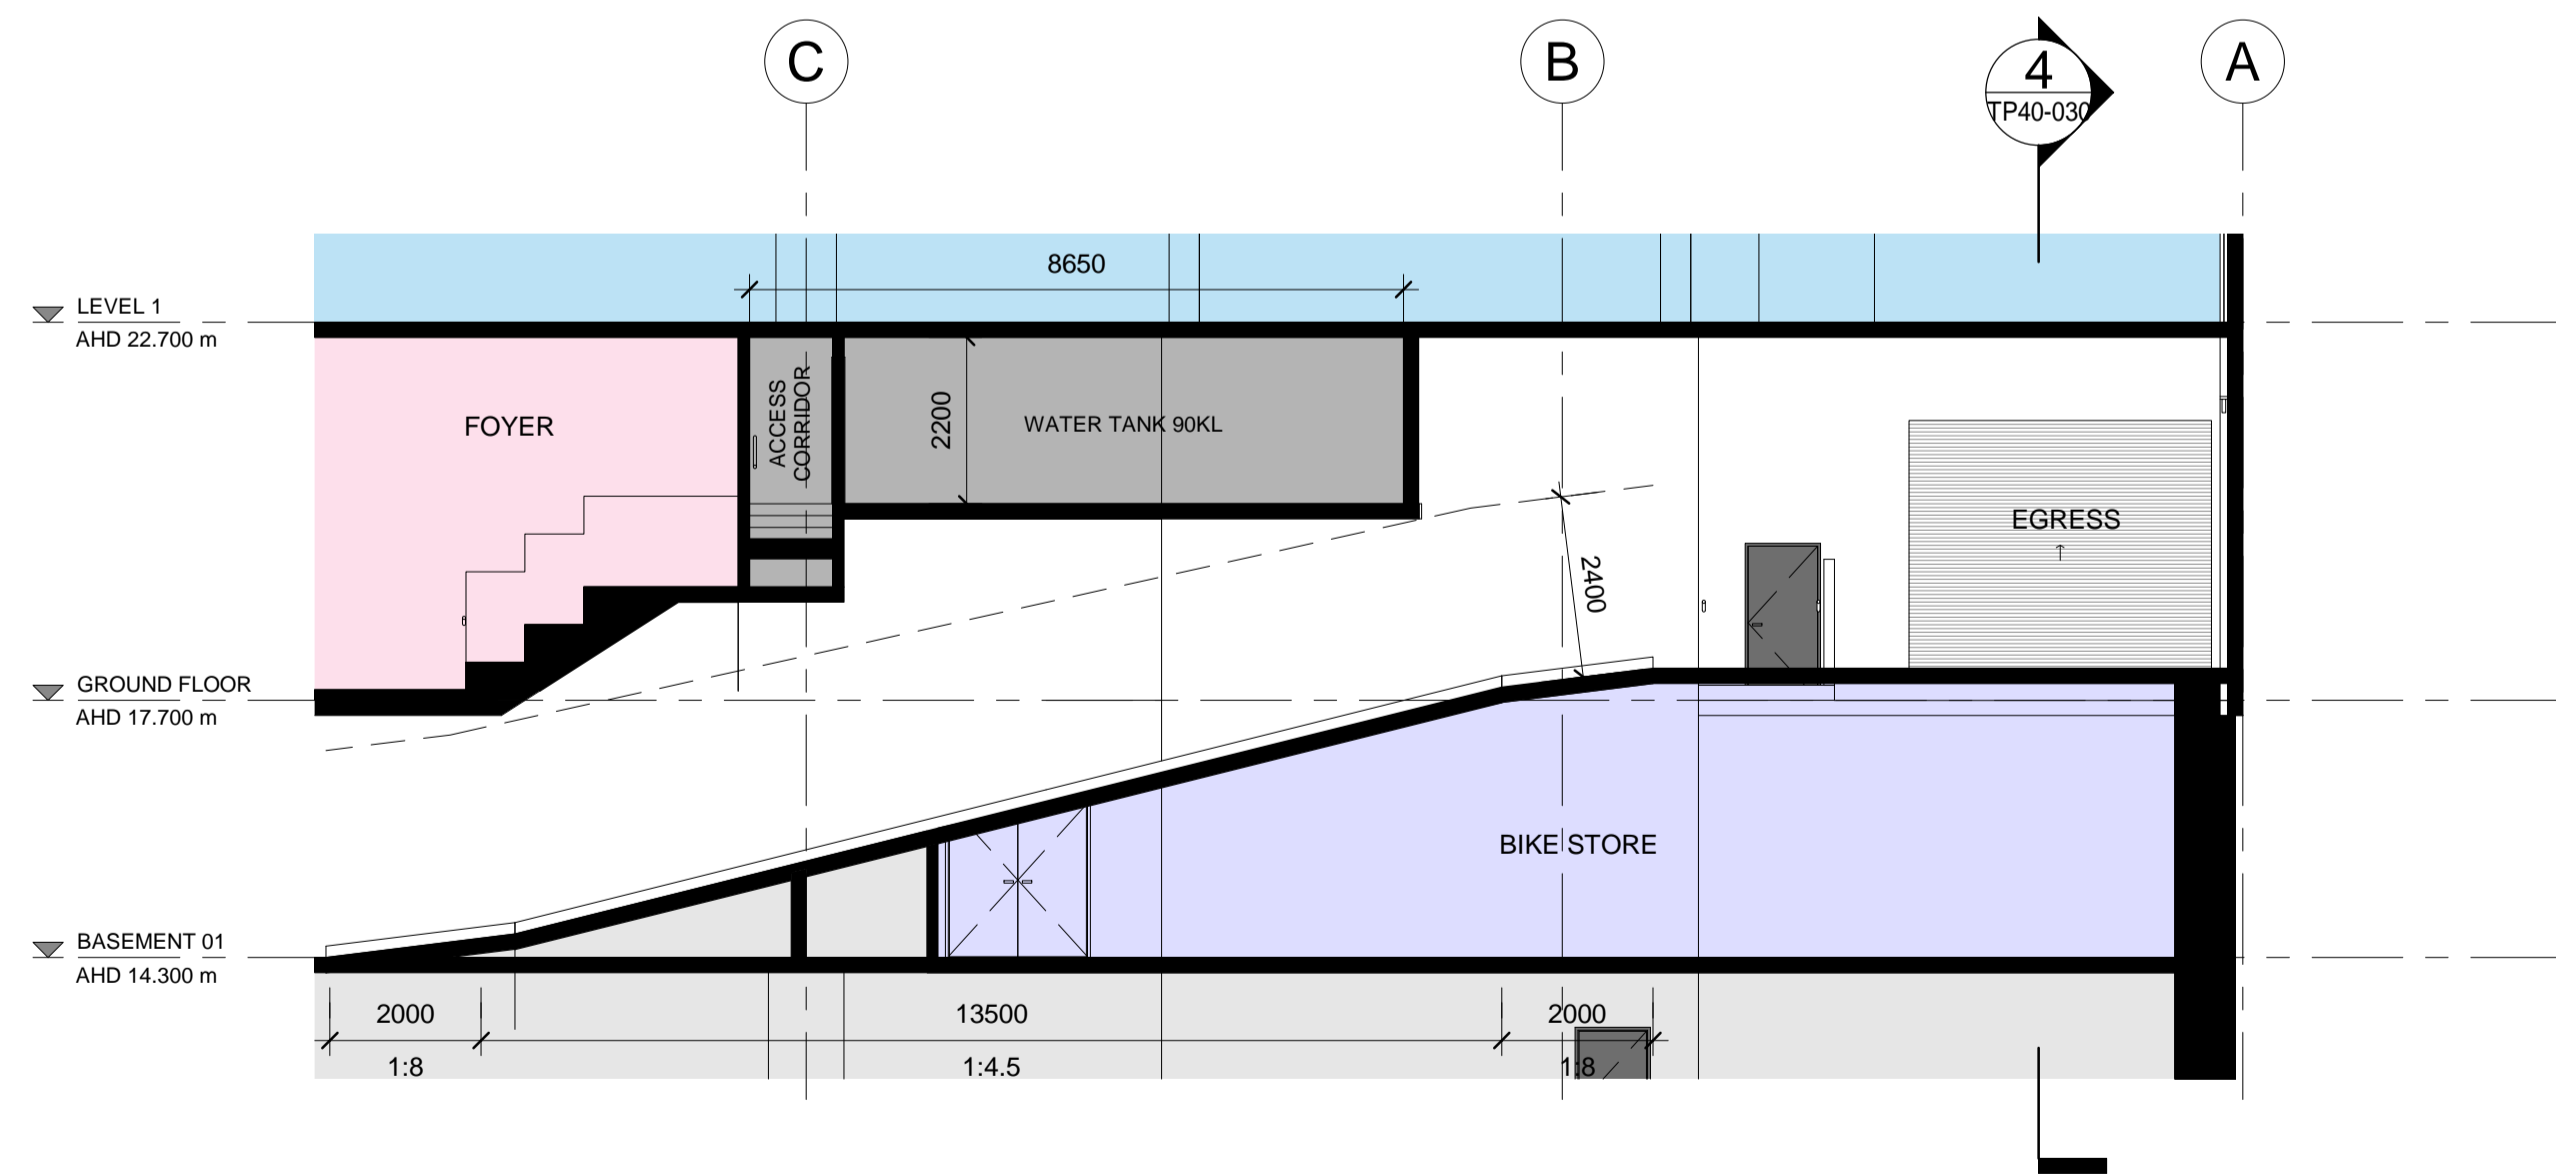 C
B
4
TP40-030
A
8650
LEVEL 1
AHD 22.700 m
FOYER
ACCESS
CORRIDOR
2200
WATER TANK 90KL
EGRESS
2400
GROUND FLOOR
AHD 17.700 m
BIKE STORE
BASEMENT 01
AHD 14.300 m
2000
13500
2000
1:8
1:4.5
1:8